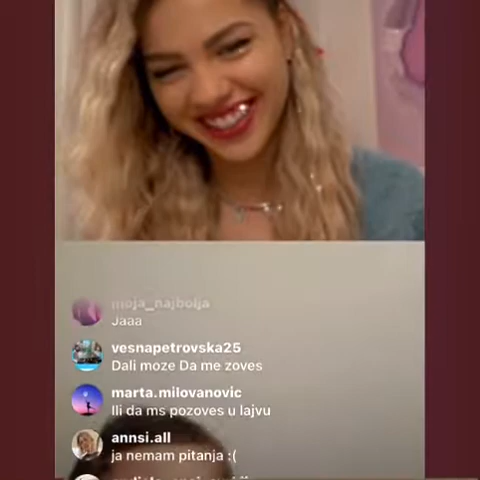 moja_najbolja
Jaaa
vesnapetrovska25
Dali moze Da me zoves
marta.milovanovic
Ili da ms pozoves u lajvu
annsi.all
ja nemam pitanja :(